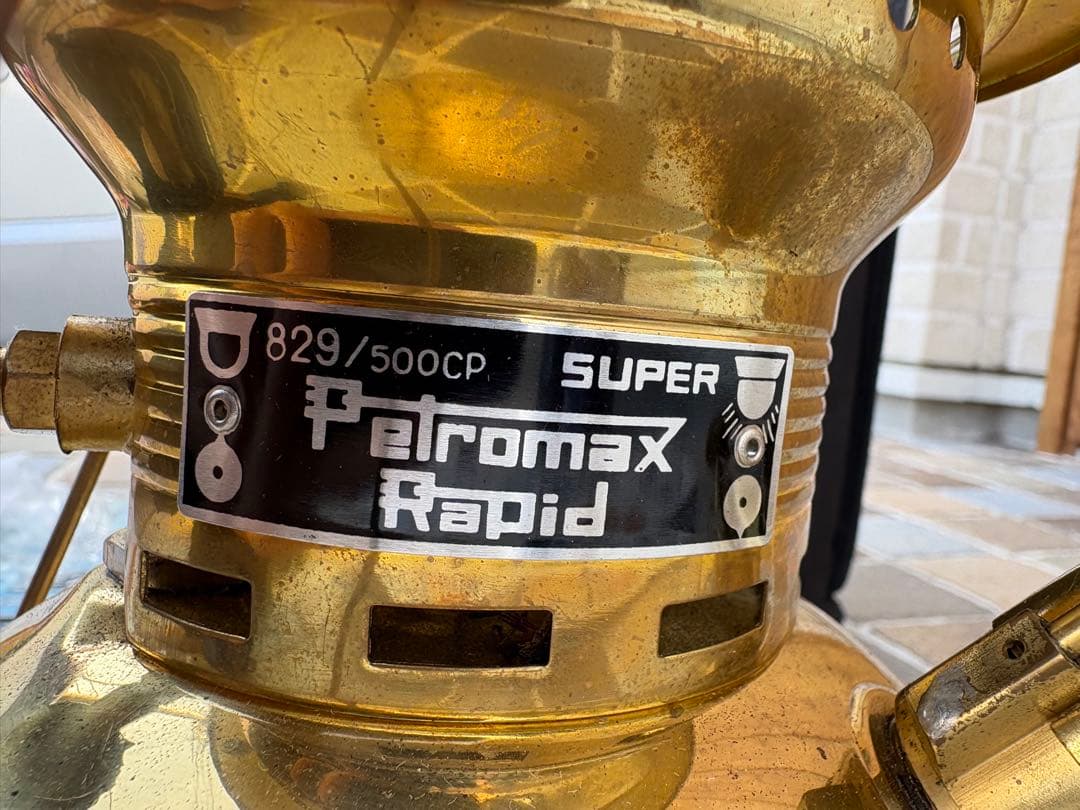 829/500CP SUPER
Petromax
Rapid